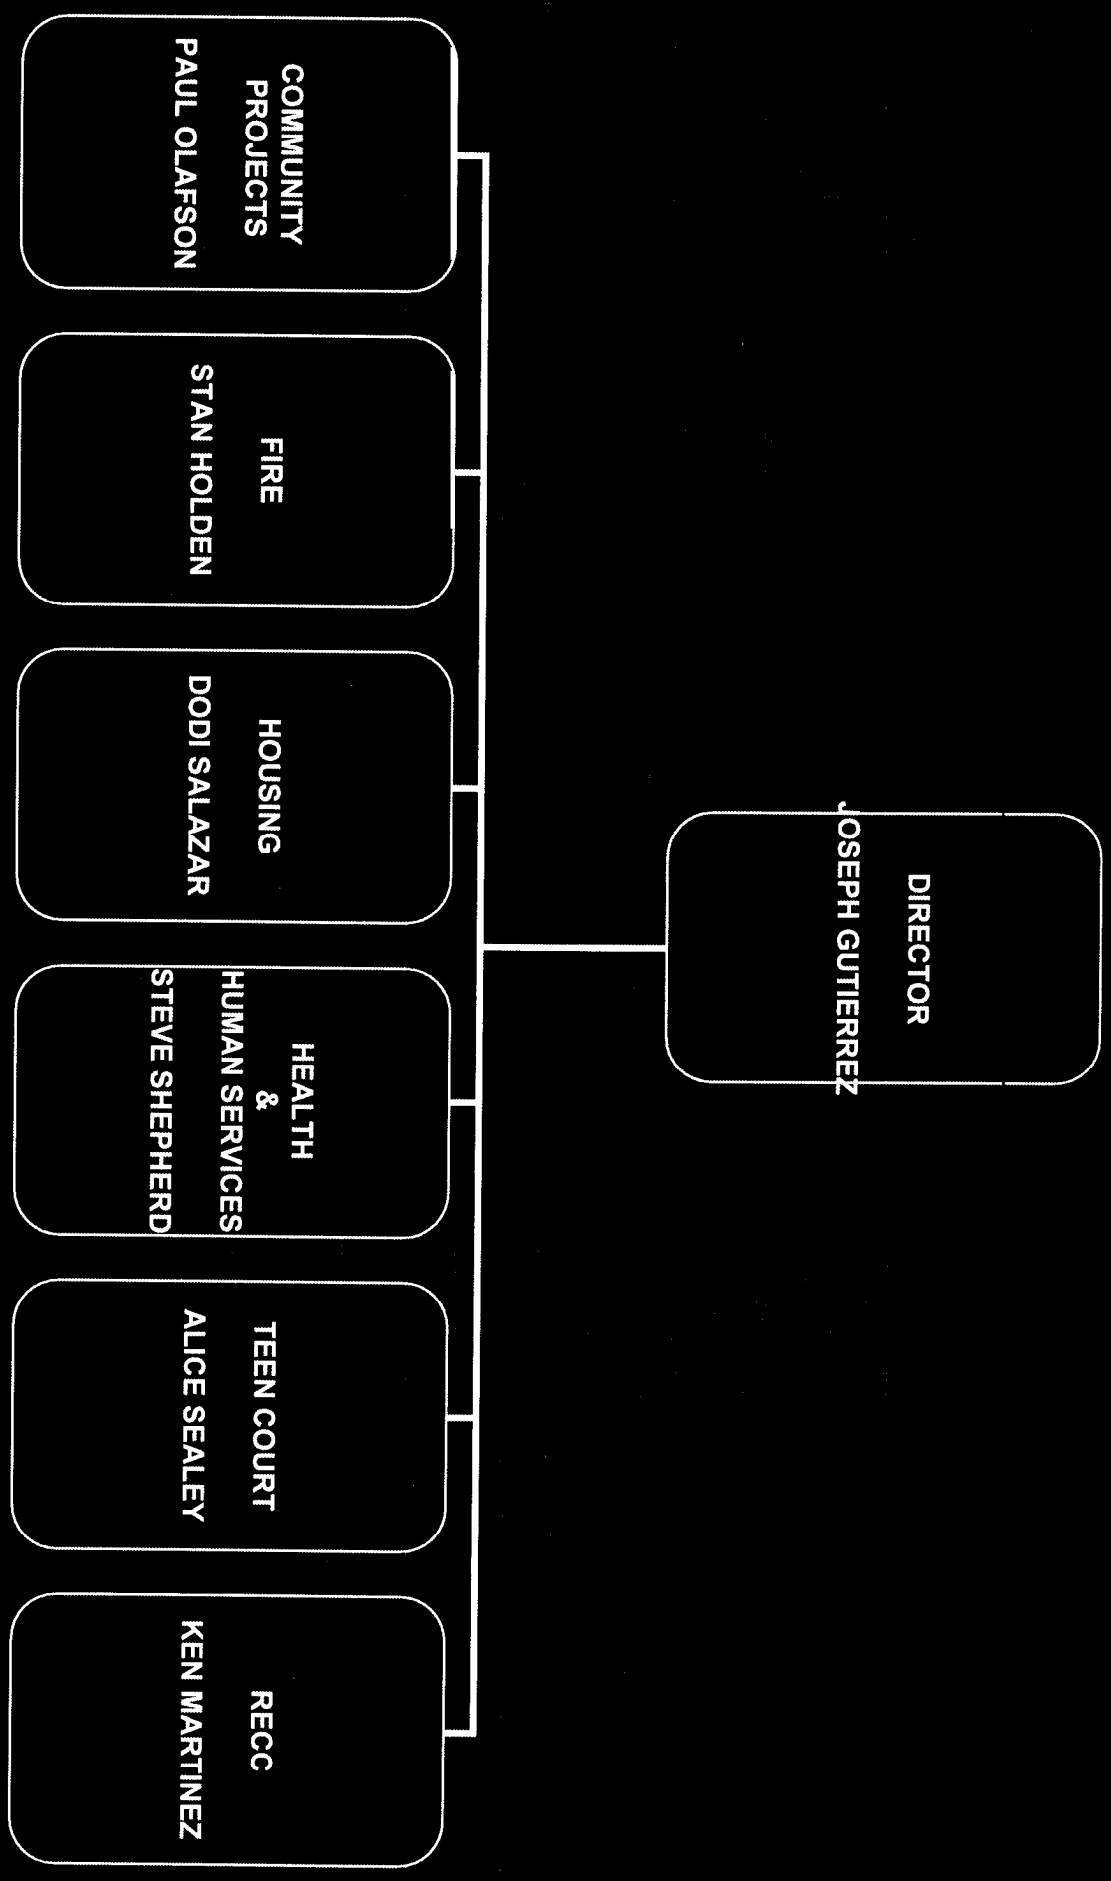 DIRECTOR
JOSEPH GUTIERREZ
COMMUNITY
PROJECTS
PAUL OLAFSON
FIRE
STAN HOLDEN
HOUSING
DODI SALAZAR
HEALTH
&
HUMAN SERVICES
STEVE SHEPHERD
TEEN COURT
ALICE SEALEY
RECC
KEN MARTINEZ